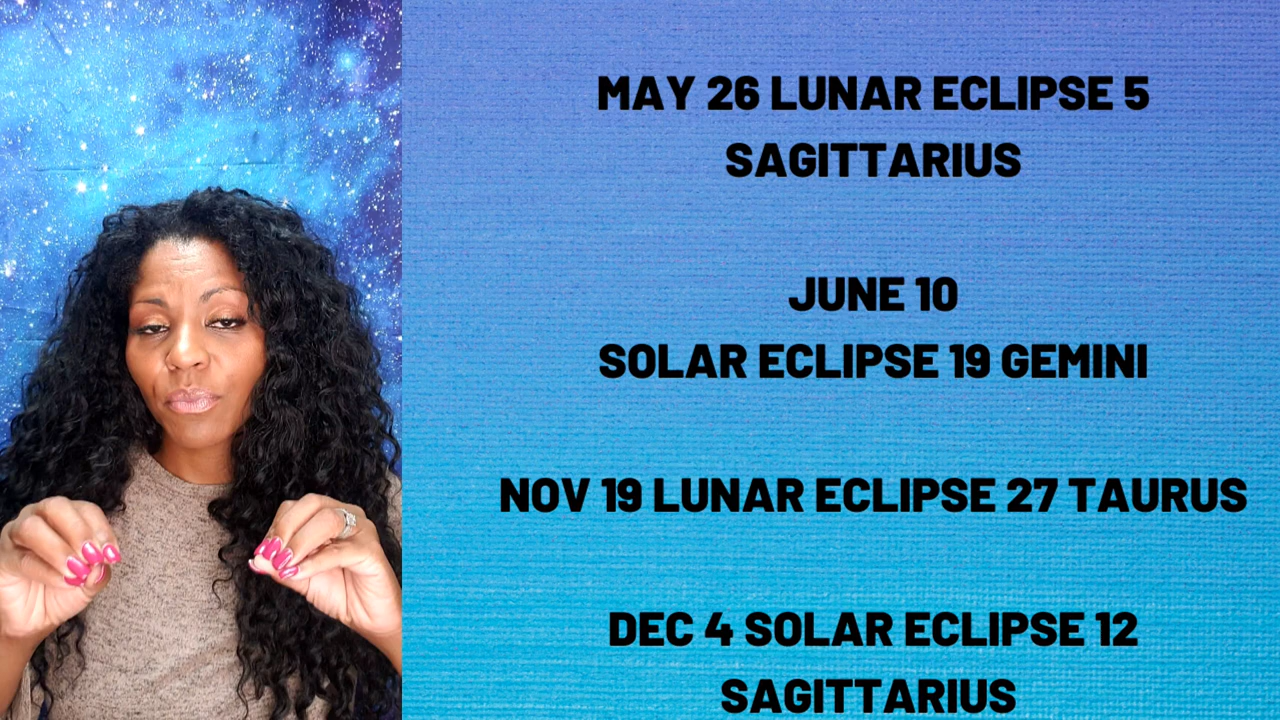 MAY 26 LUNAR ECLIPSE 5
SAGITTARIUS
JUNE 10
SOLAR ECLIPSE 19 GEMINI
NOV 19 LUNAR ECLIPSE 27 TAURUS
DEC 4 SOLAR ECLIPSE 12
SAGITTARIUS